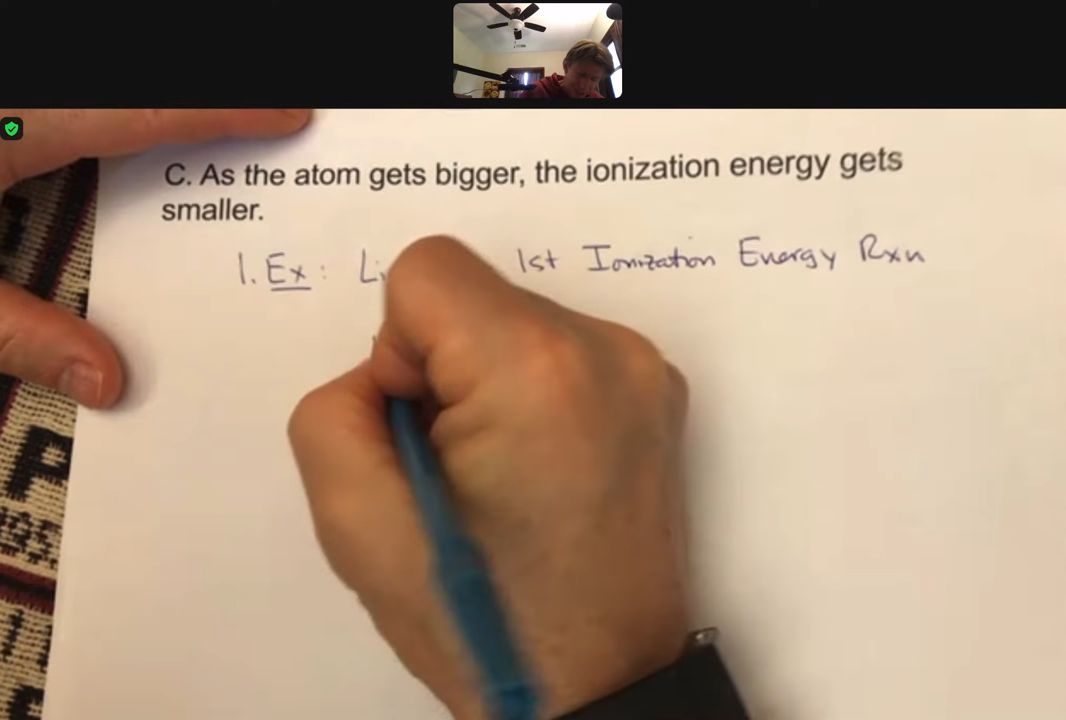 C. As the atom gets bigger, the ionization energy gets
smaller.
1. Ex: Li 1st Ionization Energy Rxn